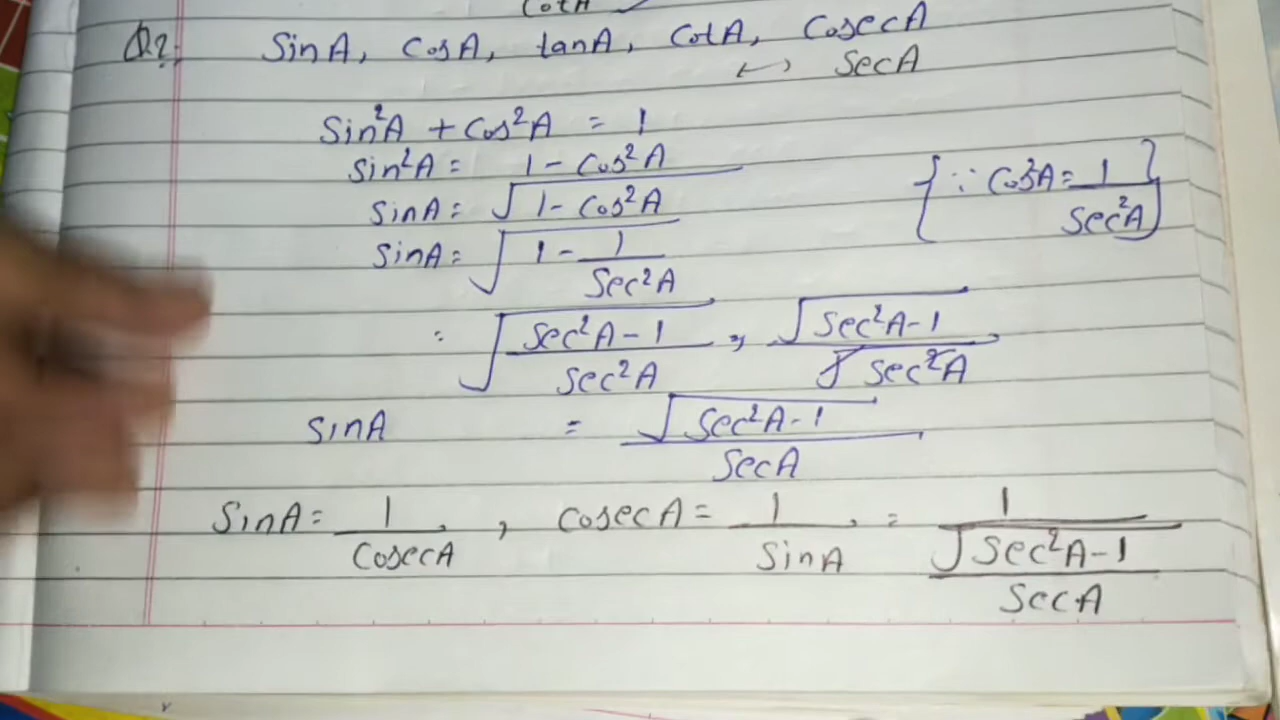 CotA
Q2. SinA, CosA, tanA, CotA, CosecA
↔ SecA
Sin²A + Cos²A = 1
Sin²A = 1 - Cos²A
SinA = √1 - Cos²A { ∵ Cos²A = 1/Sec²A }
SinA = √1 - 1/Sec²A
= √Sec²A - 1/Sec²A , √Sec²A - 1/√Sec²A
SinA = √Sec²A - 1/SecA
SinA = 1/CosecA , CosecA = 1/SinA = 1/√Sec²A - 1/SecA